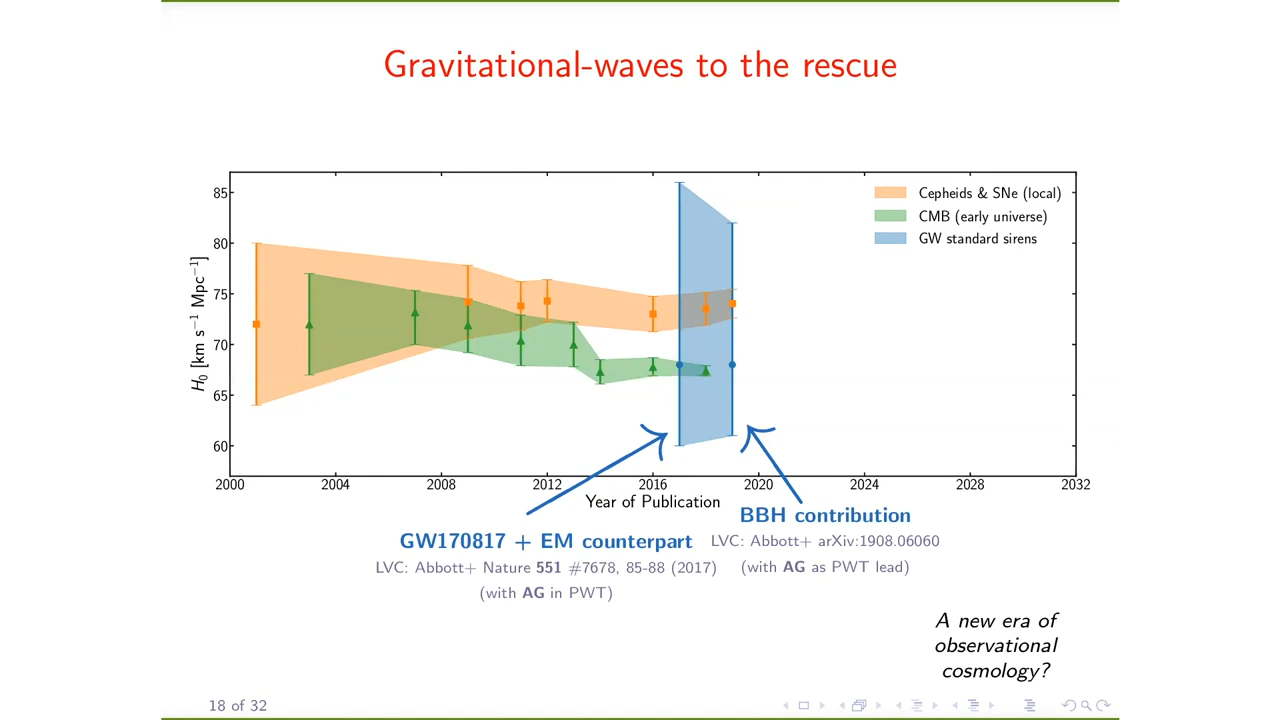 Gravitational-waves to the rescue
Cepheids & SNe (local)
CMB (early universe)
GW standard sirens
85
80
75
70
65
60
H₀ [km s⁻¹ Mpc⁻¹]
2000 2004 2008 2012 2016 2020 2024 2028 2032
Year of Publication
BBH contribution
LVC: Abbott+ arXiv:1908.06060
(with AG as PWT lead)
GW170817 + EM counterpart
LVC: Abbott+ Nature 551 #7678, 85-88 (2017)
(with AG in PWT)
A new era of
observational
cosmology?
18 of 32